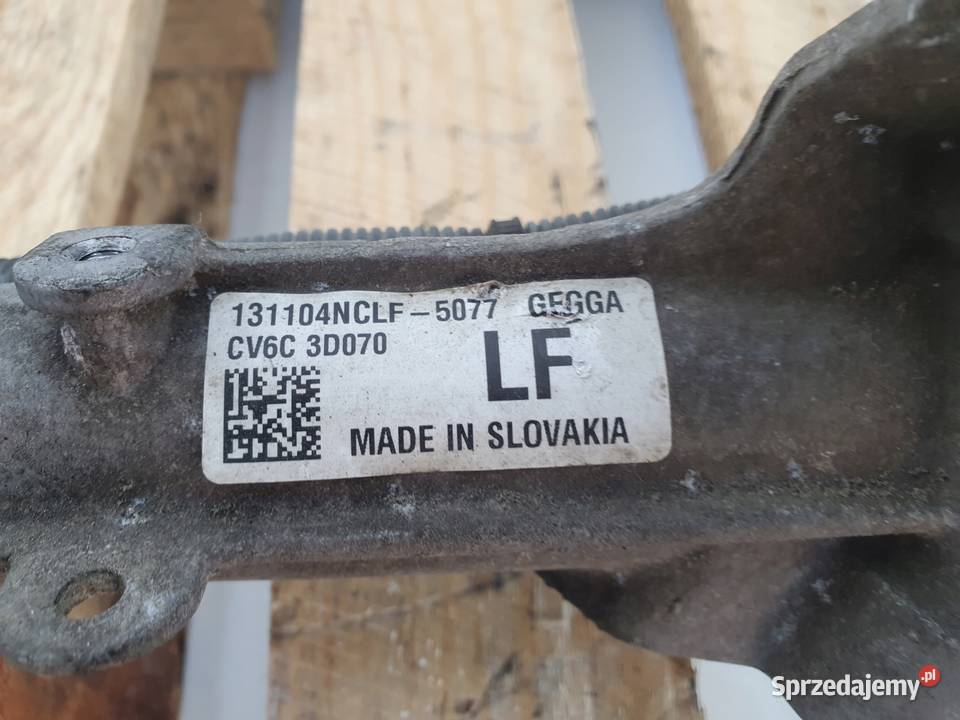 131104NCLF-5077 GEGGA
CV6C 3D070
LF
MADE IN SLOVAKIA
Sprzedajemy.pl